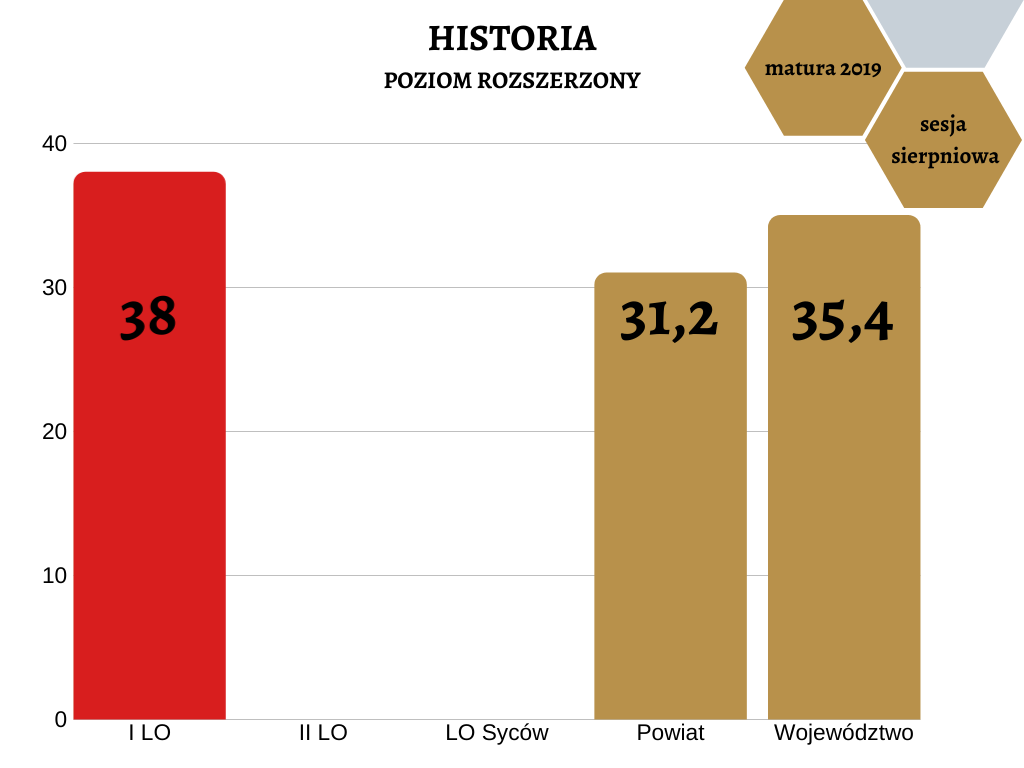 HISTORIA
POZIOM ROZSZERZONY
matura 2019
sesja
sierpniowa
40
30
20
10
0
38
31,2
35,4
I LO
II LO
LO Syców
Powiat
Województwo